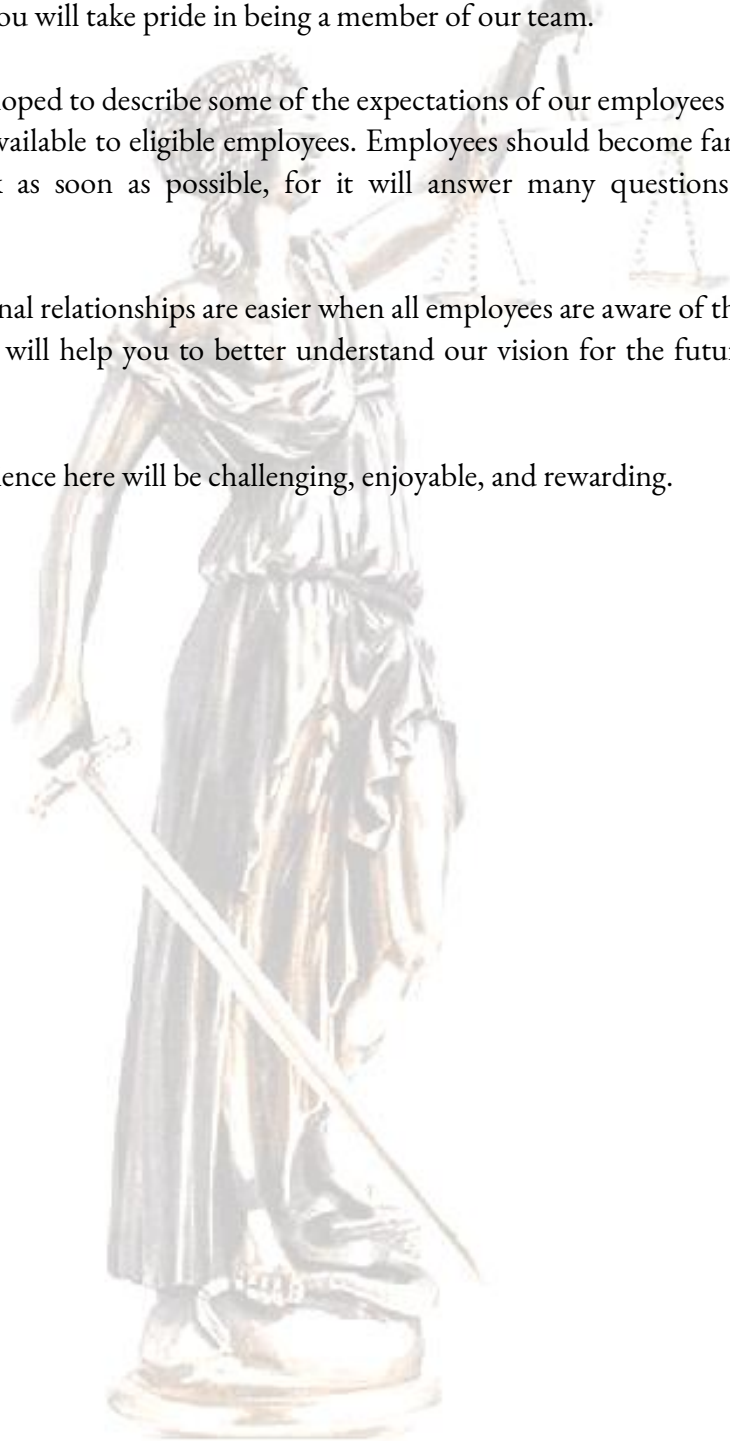 ou will take pride in being a member of our team.
oped to describe some of the expectations of our employees
vailable to eligible employees. Employees should become fam
k as soon as possible, for it will answer many questions
nal relationships are easier when all employees are aware of th
will help you to better understand our vision for the futur
ence here will be challenging, enjoyable, and rewarding.